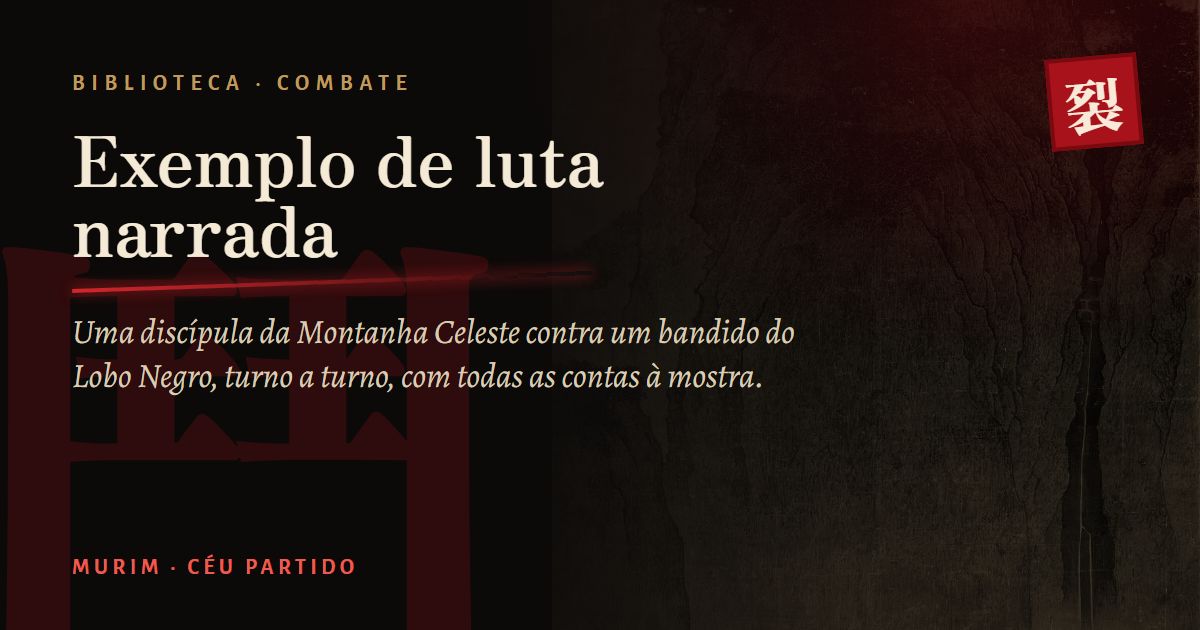 BIBLIOTECA · COMBATE
裂
Exemplo de luta
narrada
Uma discípula da Montanha Celeste contra um bandido do
Lobo Negro, turno a turno, com todas as contas à mostra.
MURIM · CÉU PARTIDO